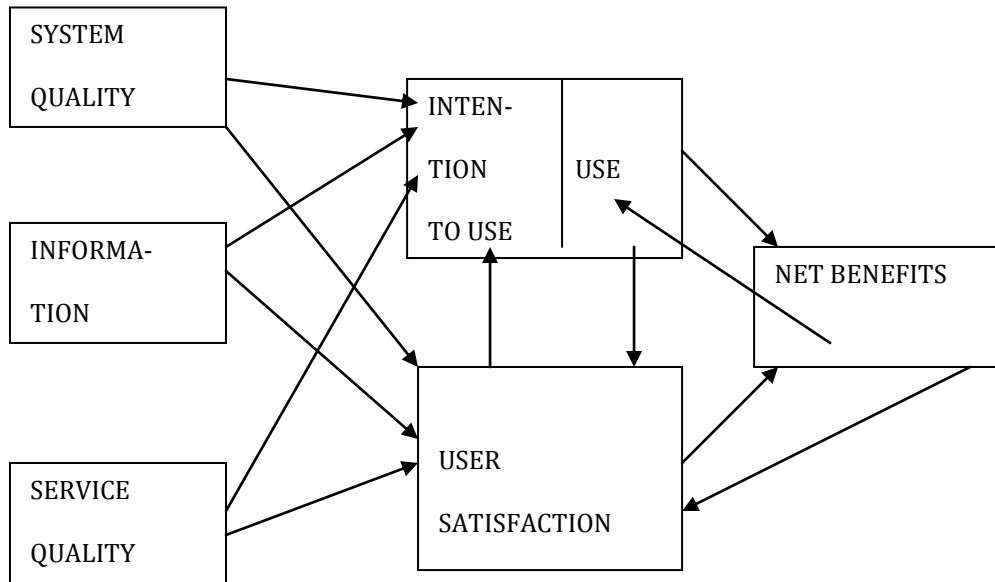 SYSTEM
QUALITY
INTEN-
TION
TO USE
USE
INFORMA-
TION
NET BENEFITS
USER
SATISFACTION
SERVICE
QUALITY